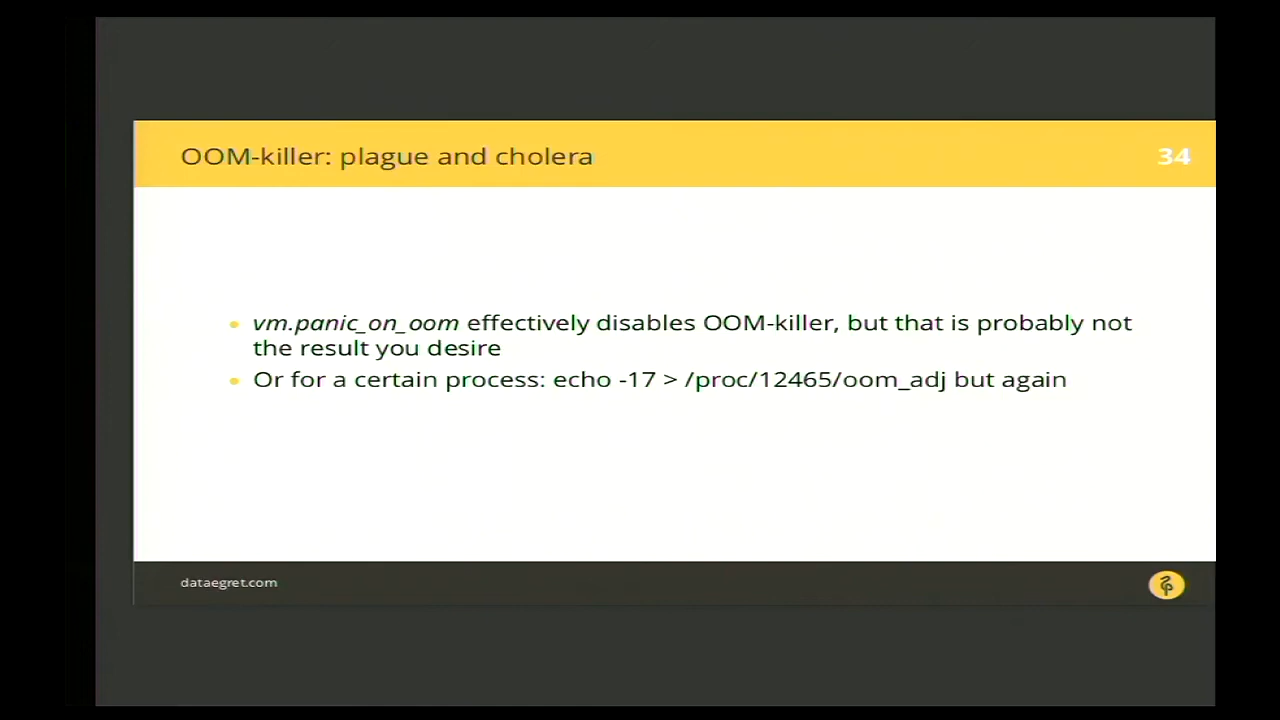 OOM-killer: plague and cholera
34
vm.panic_on_oom effectively disables OOM-killer, but that is probably not
the result you desire
Or for a certain process: echo -17 > /proc/12465/oom_adj but again
dataegret.com